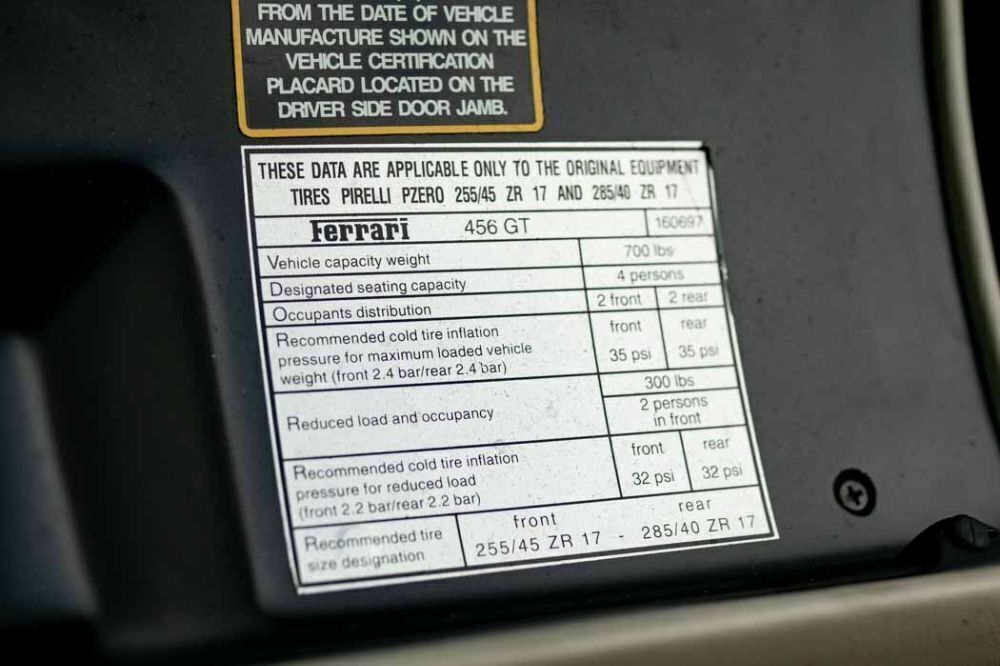 FROM THE DATE OF VEHICLE
MANUFACTURE SHOWN ON THE
VEHICLE CERTIFICATION
PLACARD LOCATED ON THE
DRIVER SIDE DOOR JAMB.
THESE DATA ARE APPLICABLE ONLY TO THE ORIGINAL EQUIPMENT
TIRES PIRELLI PZERO 255/45 ZR 17 AND 285/40 ZR 17
Ferrari 456 GT 160697
Vehicle capacity weight 700 lbs
Designated seating capacity 4 persons
Occupants distribution 2 front 2 rear
Recommended cold tire inflation front rear
pressure for maximum loaded vehicle 35 psi 35 psi
weight (front 2.4 bar/rear 2.4 bar)
300 lbs
Reduced load and occupancy 2 persons
in front
Recommended cold tire inflation front rear
pressure for reduced load 32 psi 32 psi
(front 2.2 bar/rear 2.2 bar)
Recommended tire front rear
size designation 255/45 ZR 17 - 285/40 ZR 17